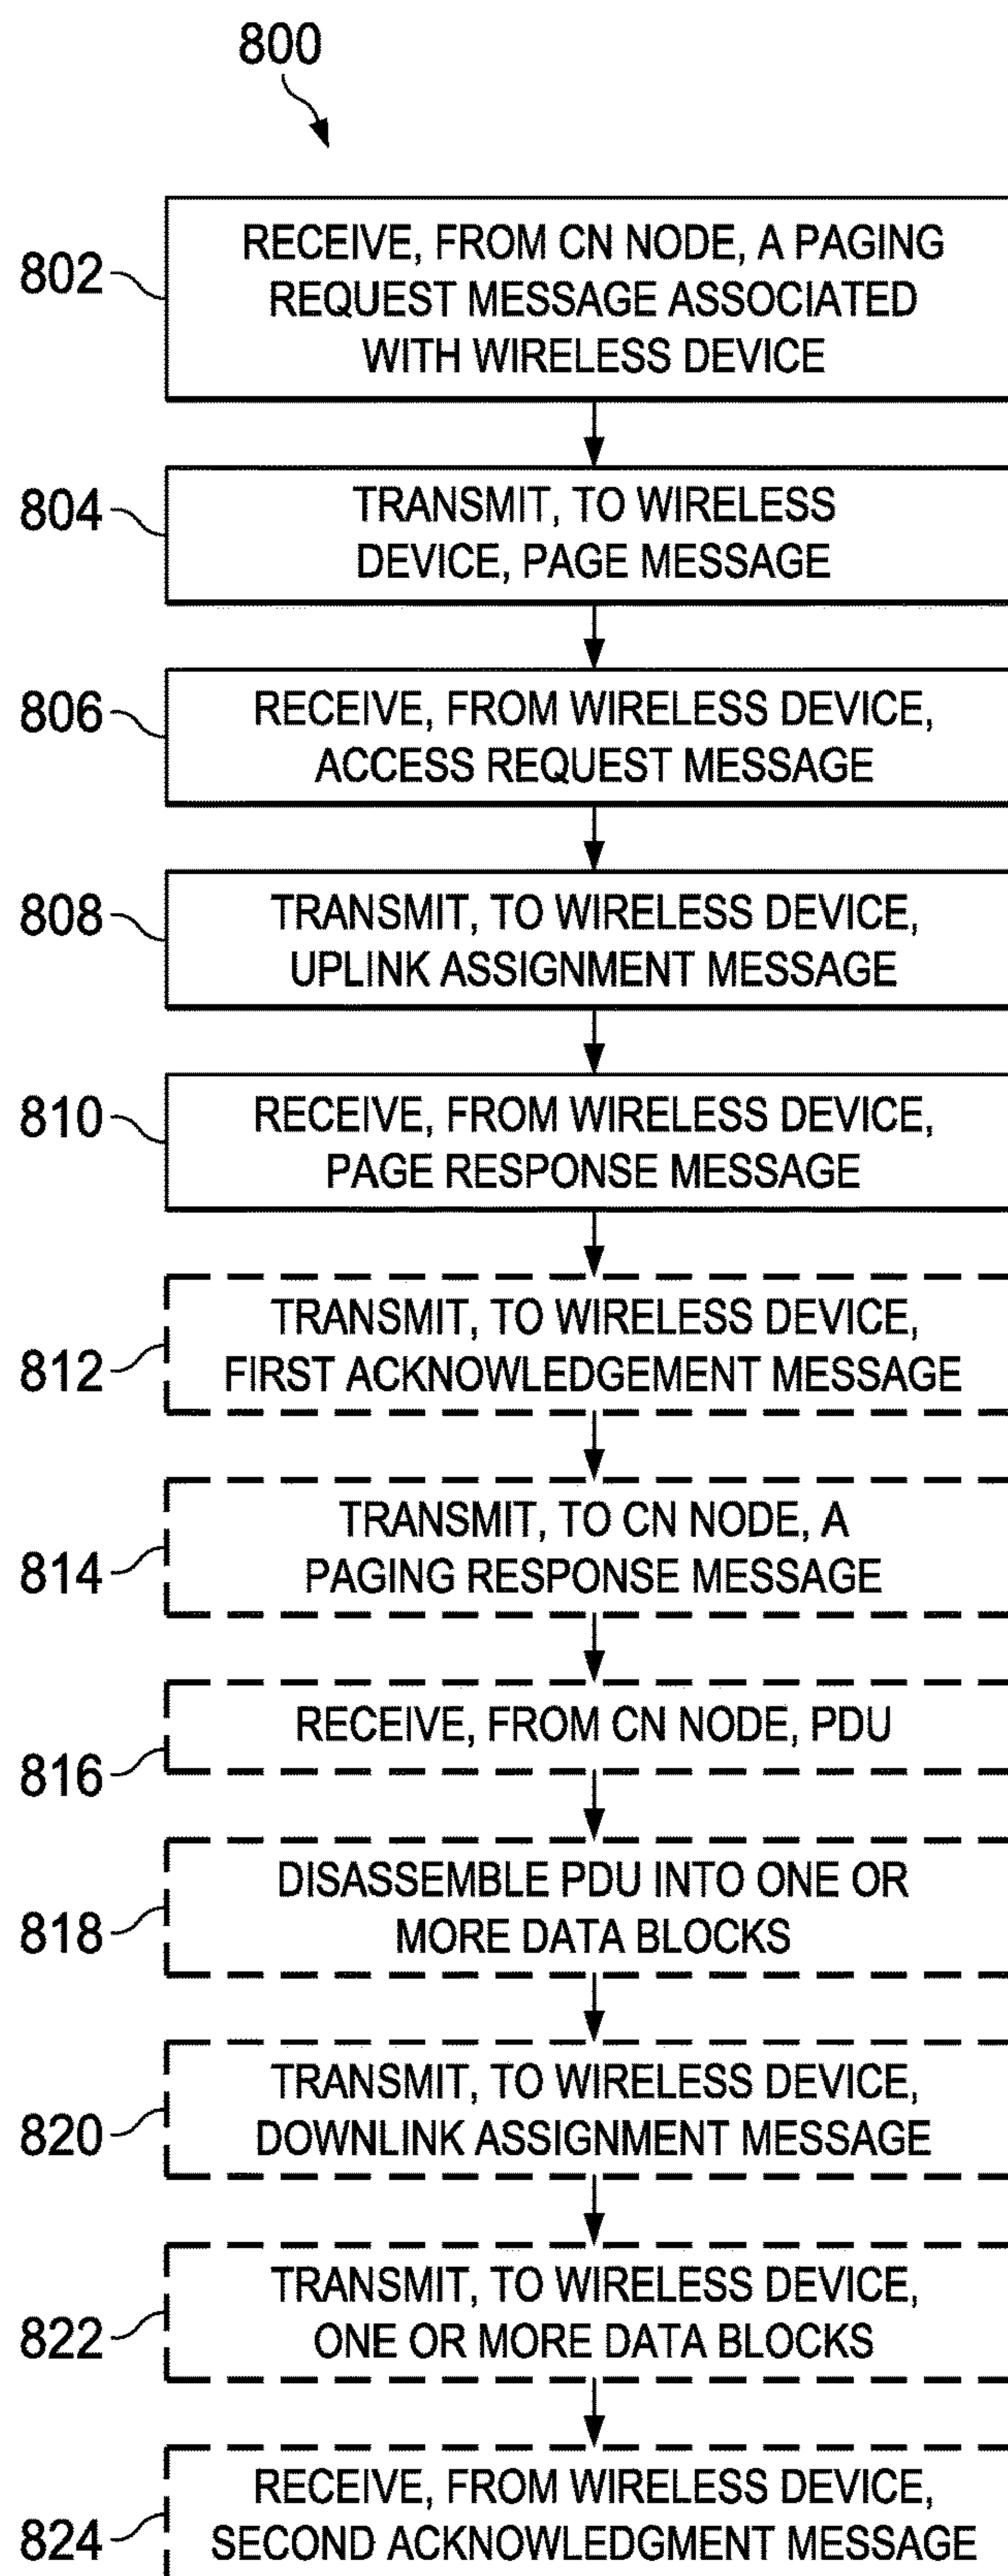 800
802
RECEIVE, FROM CN NODE, A PAGING
REQUEST MESSAGE ASSOCIATED
WITH WIRELESS DEVICE
804
TRANSMIT, TO WIRELESS
DEVICE, PAGE MESSAGE
806
RECEIVE, FROM WIRELESS DEVICE,
ACCESS REQUEST MESSAGE
808
TRANSMIT, TO WIRELESS DEVICE,
UPLINK ASSIGNMENT MESSAGE
810
RECEIVE, FROM WIRELESS DEVICE,
PAGE RESPONSE MESSAGE
812
TRANSMIT, TO WIRELESS DEVICE,
FIRST ACKNOWLEDGEMENT MESSAGE
814
TRANSMIT, TO CN NODE, A
PAGING RESPONSE MESSAGE
816
RECEIVE, FROM CN NODE, PDU
818
DISASSEMBLE PDU INTO ONE OR
MORE DATA BLOCKS
820
TRANSMIT, TO WIRELESS DEVICE,
DOWNLINK ASSIGNMENT MESSAGE
822
TRANSMIT, TO WIRELESS DEVICE,
ONE OR MORE DATA BLOCKS
824
RECEIVE, FROM WIRELESS DEVICE,
SECOND ACKNOWLEDGMENT MESSAGE